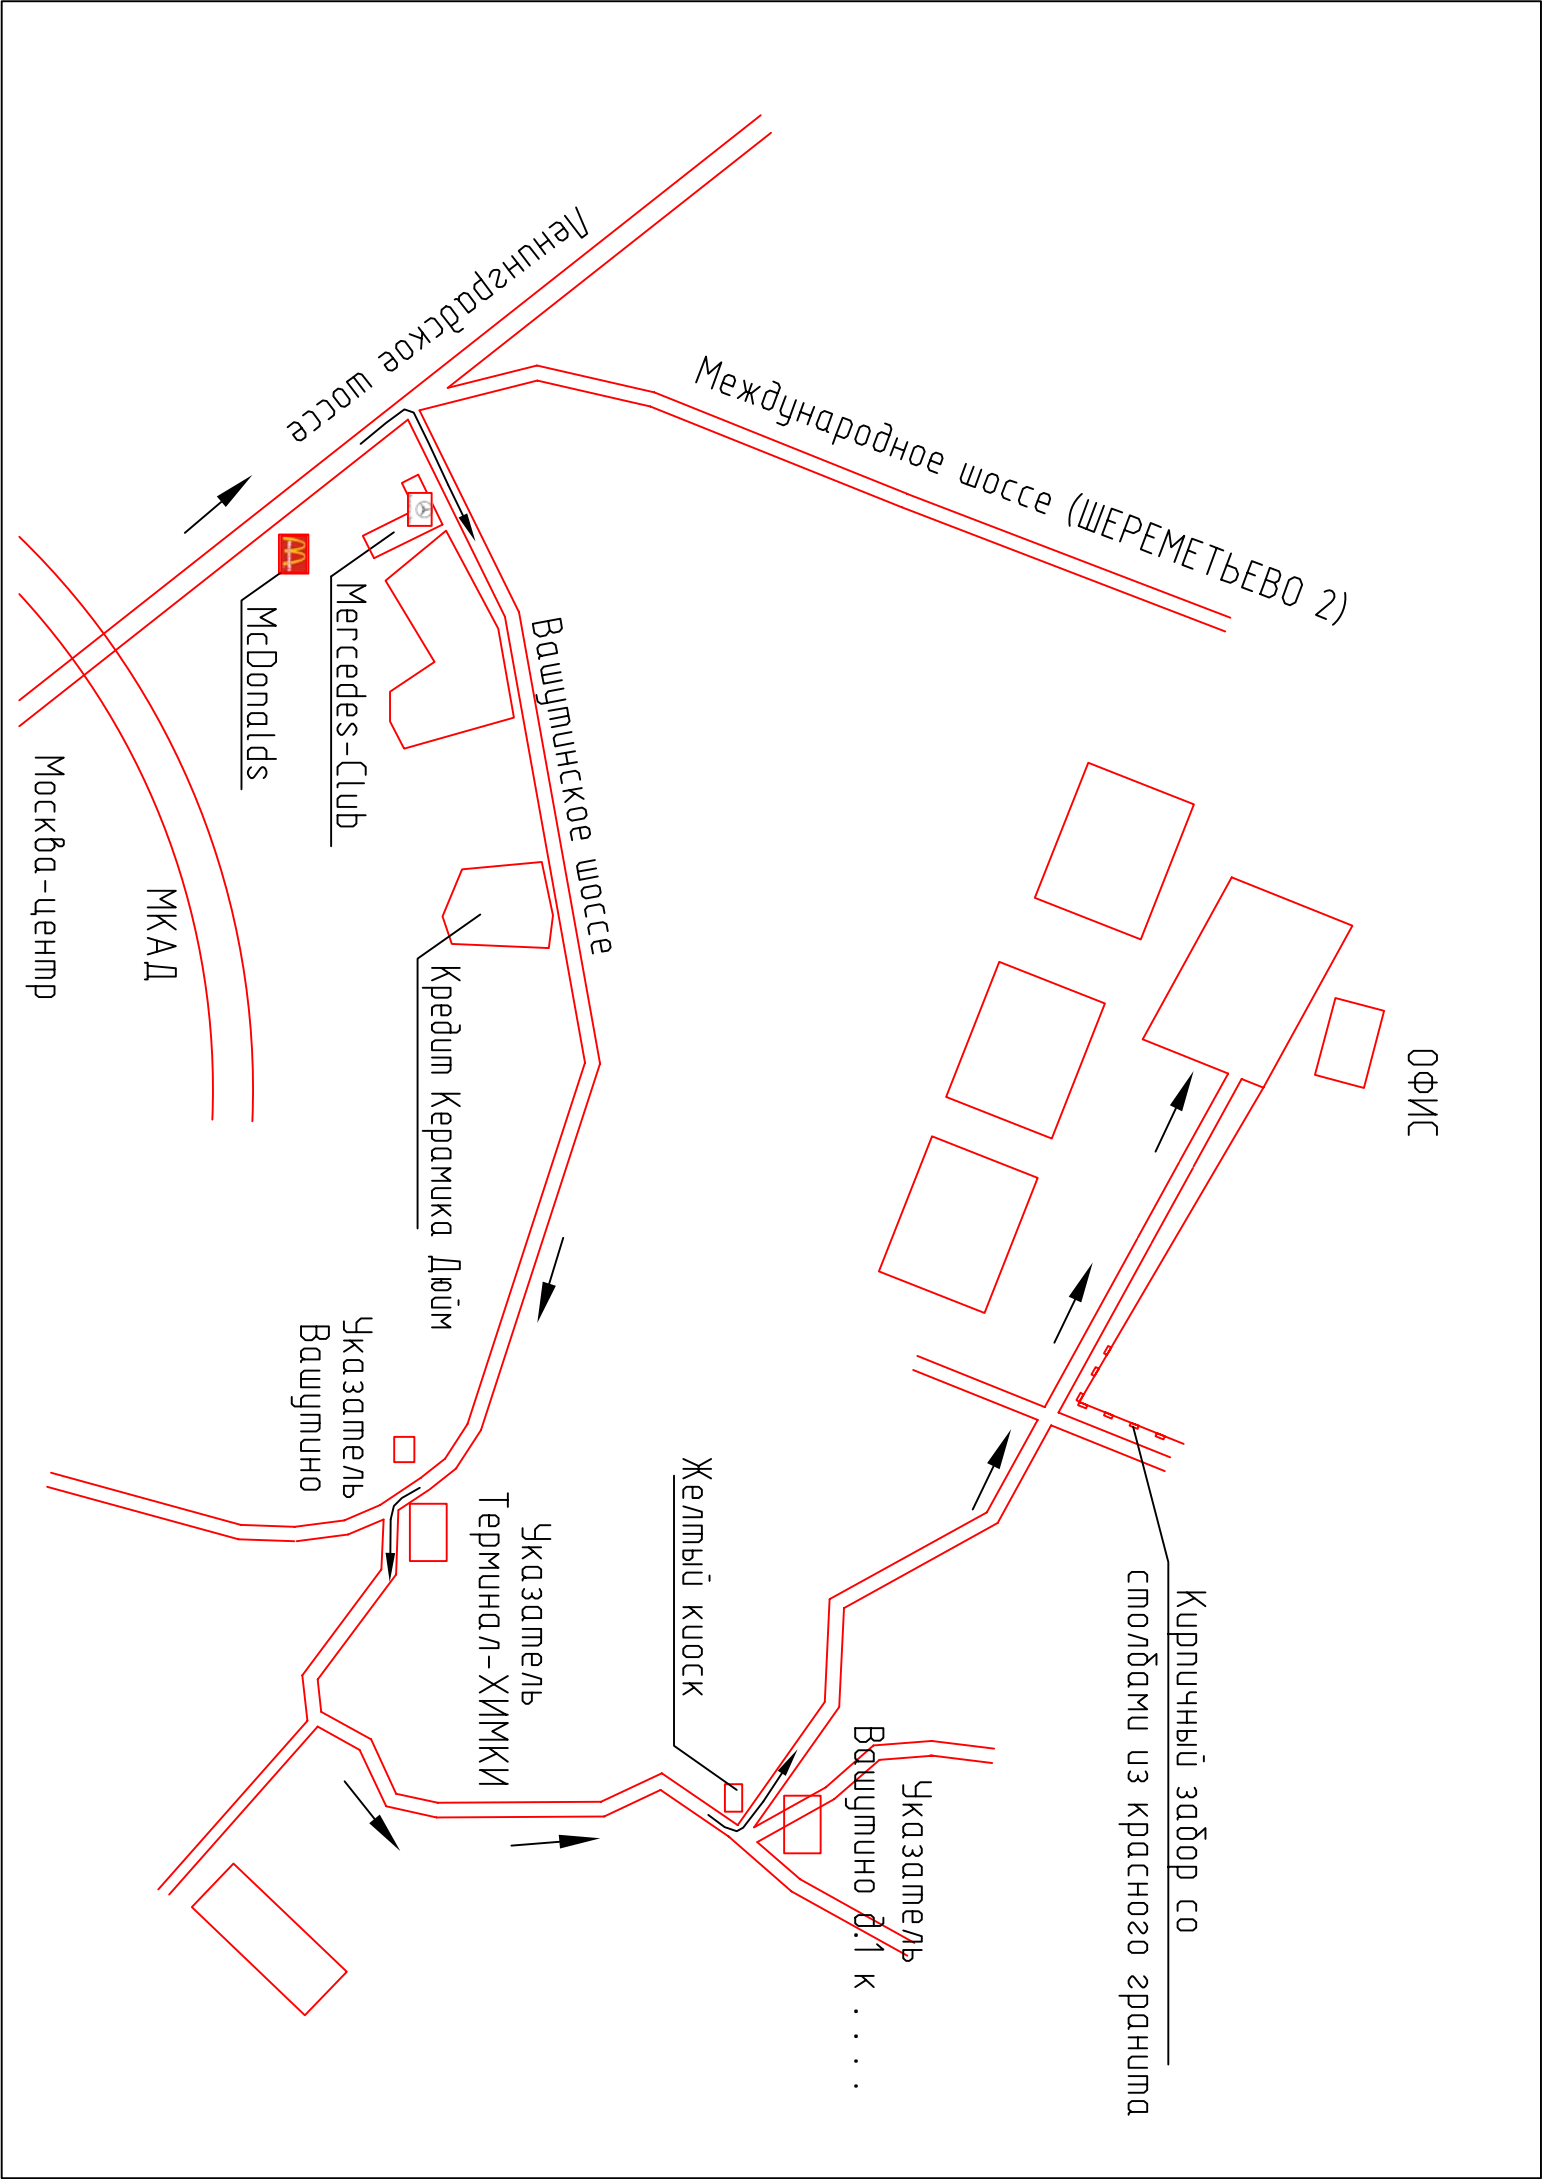 ОФИС
Международное шоссе (ШЕРЕМЕТЬЕВО 2)
Кирпичный забор со
столбами из красного гранита
Указатель
Вашутино д.1 к . . . .
Желтый киоск
Вашутинское шоссе
Ленинградское шоссе
Указатель
Терминал-ХИМКИ
Кредит Керамика Дюйм
Mercedes-Club
Указатель
Вашутино
McDonalds
МКАД
Москва-центр